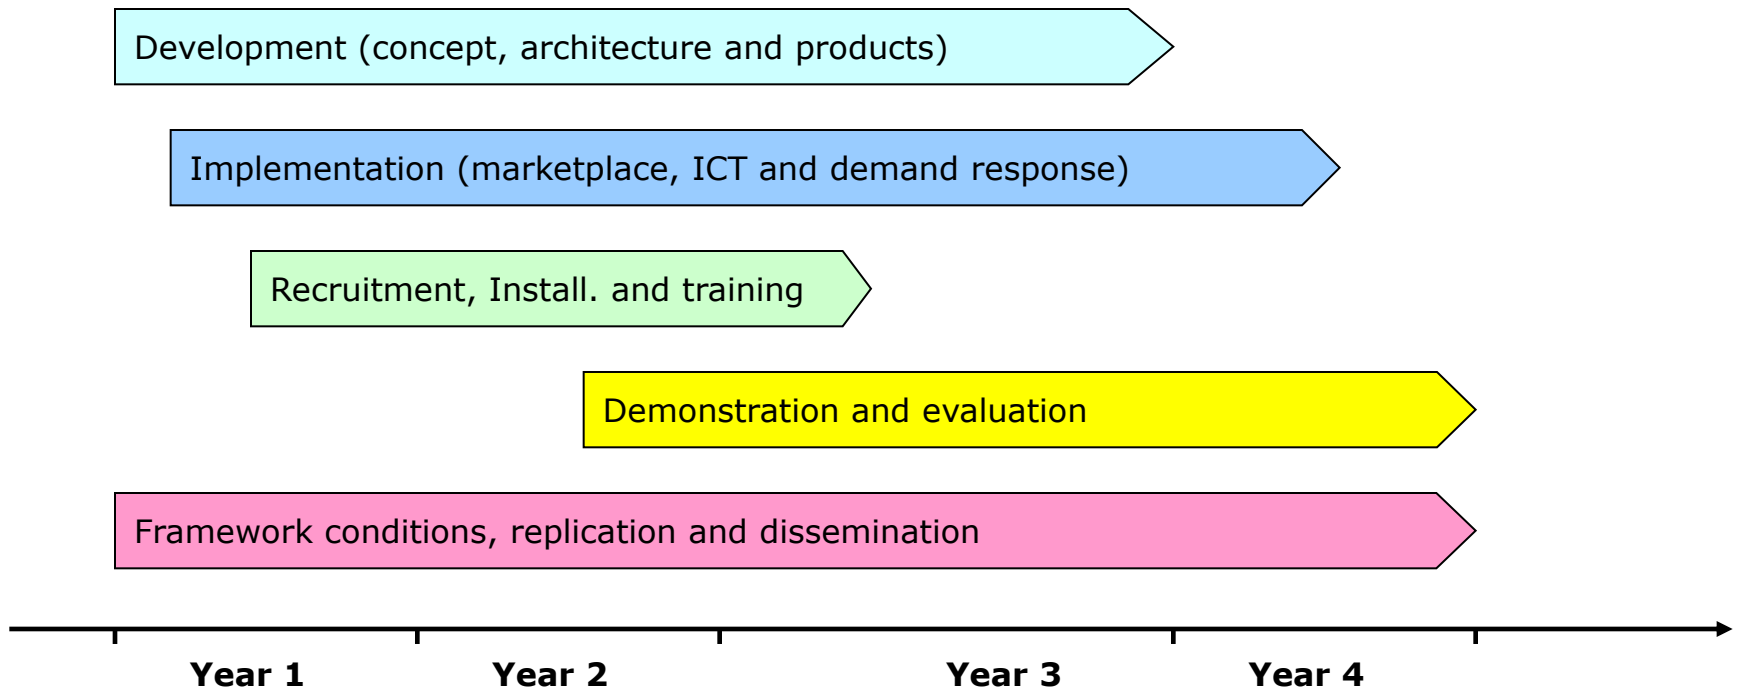 Development (concept, architecture and products)
Implementation (marketplace, ICT and demand response)
Recruitment, Install. and training
Demonstration and evaluation
Framework conditions, replication and dissemination
Year 1 Year 2 Year 3 Year 4